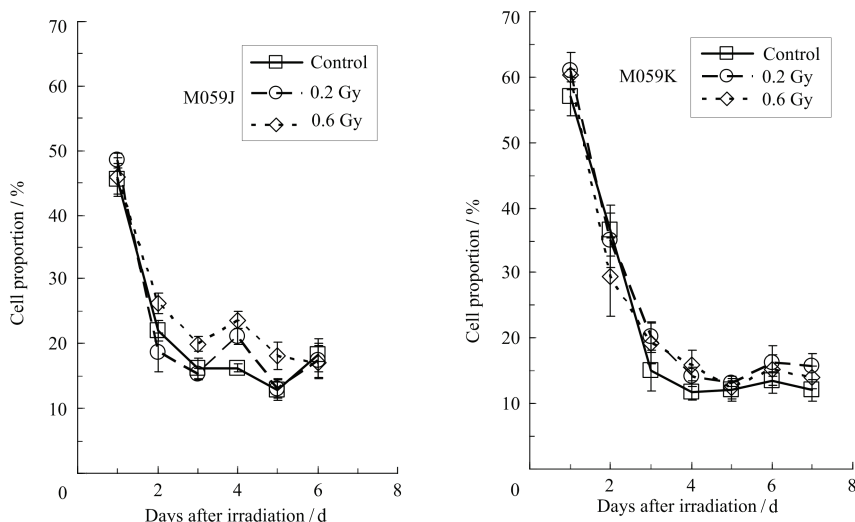 70
60
50
40
30
20
10
0
Cell proportion / %
M059J
Control
0.2 Gy
0.6 Gy
2
4
6
8
Days after irradiation / d
70
60
50
40
30
20
10
0
Cell proportion / %
M059K
Control
0.2 Gy
0.6 Gy
2
4
6
8
Days after irradiation / d